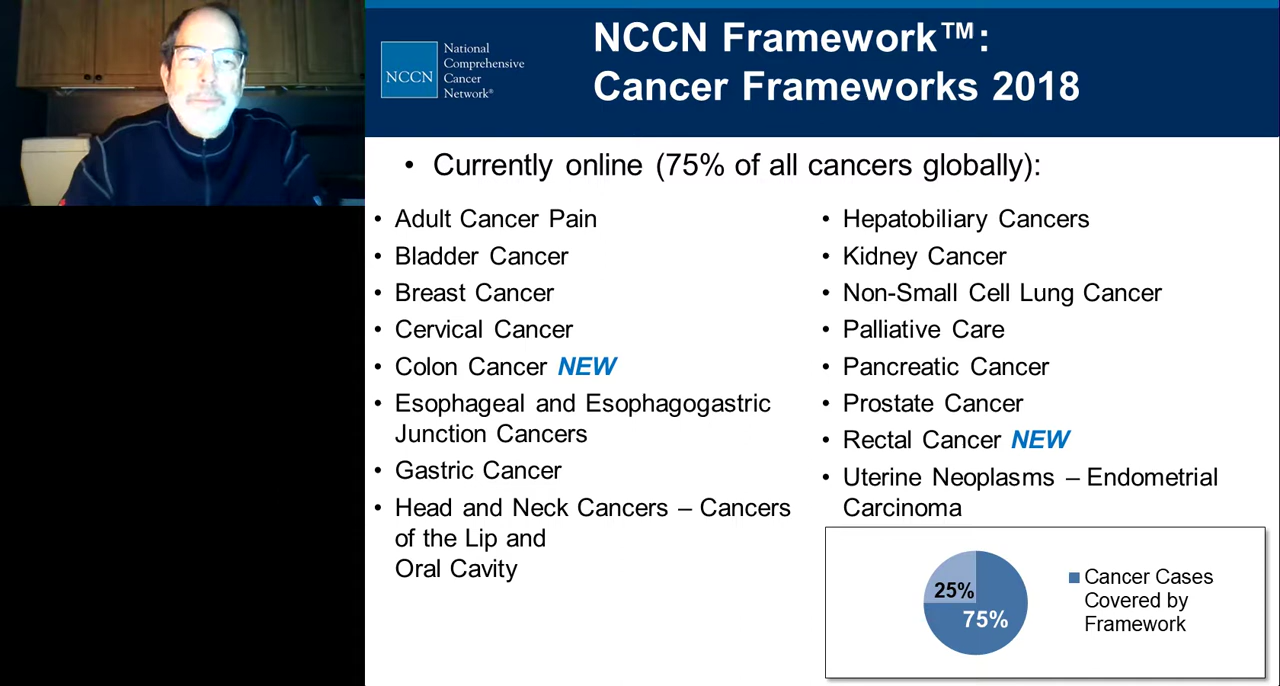 NCCN
National
Comprehensive
Cancer
Network®
NCCN Framework™:
Cancer Frameworks 2018
• Currently online (75% of all cancers globally):
• Adult Cancer Pain
• Bladder Cancer
• Breast Cancer
• Cervical Cancer
• Colon Cancer NEW
• Esophageal and Esophagogastric
Junction Cancers
• Gastric Cancer
• Head and Neck Cancers – Cancers
of the Lip and
Oral Cavity
• Hepatobiliary Cancers
• Kidney Cancer
• Non-Small Cell Lung Cancer
• Palliative Care
• Pancreatic Cancer
• Prostate Cancer
• Rectal Cancer NEW
• Uterine Neoplasms – Endometrial
Carcinoma
25%
75%
Cancer Cases
Covered by
Framework